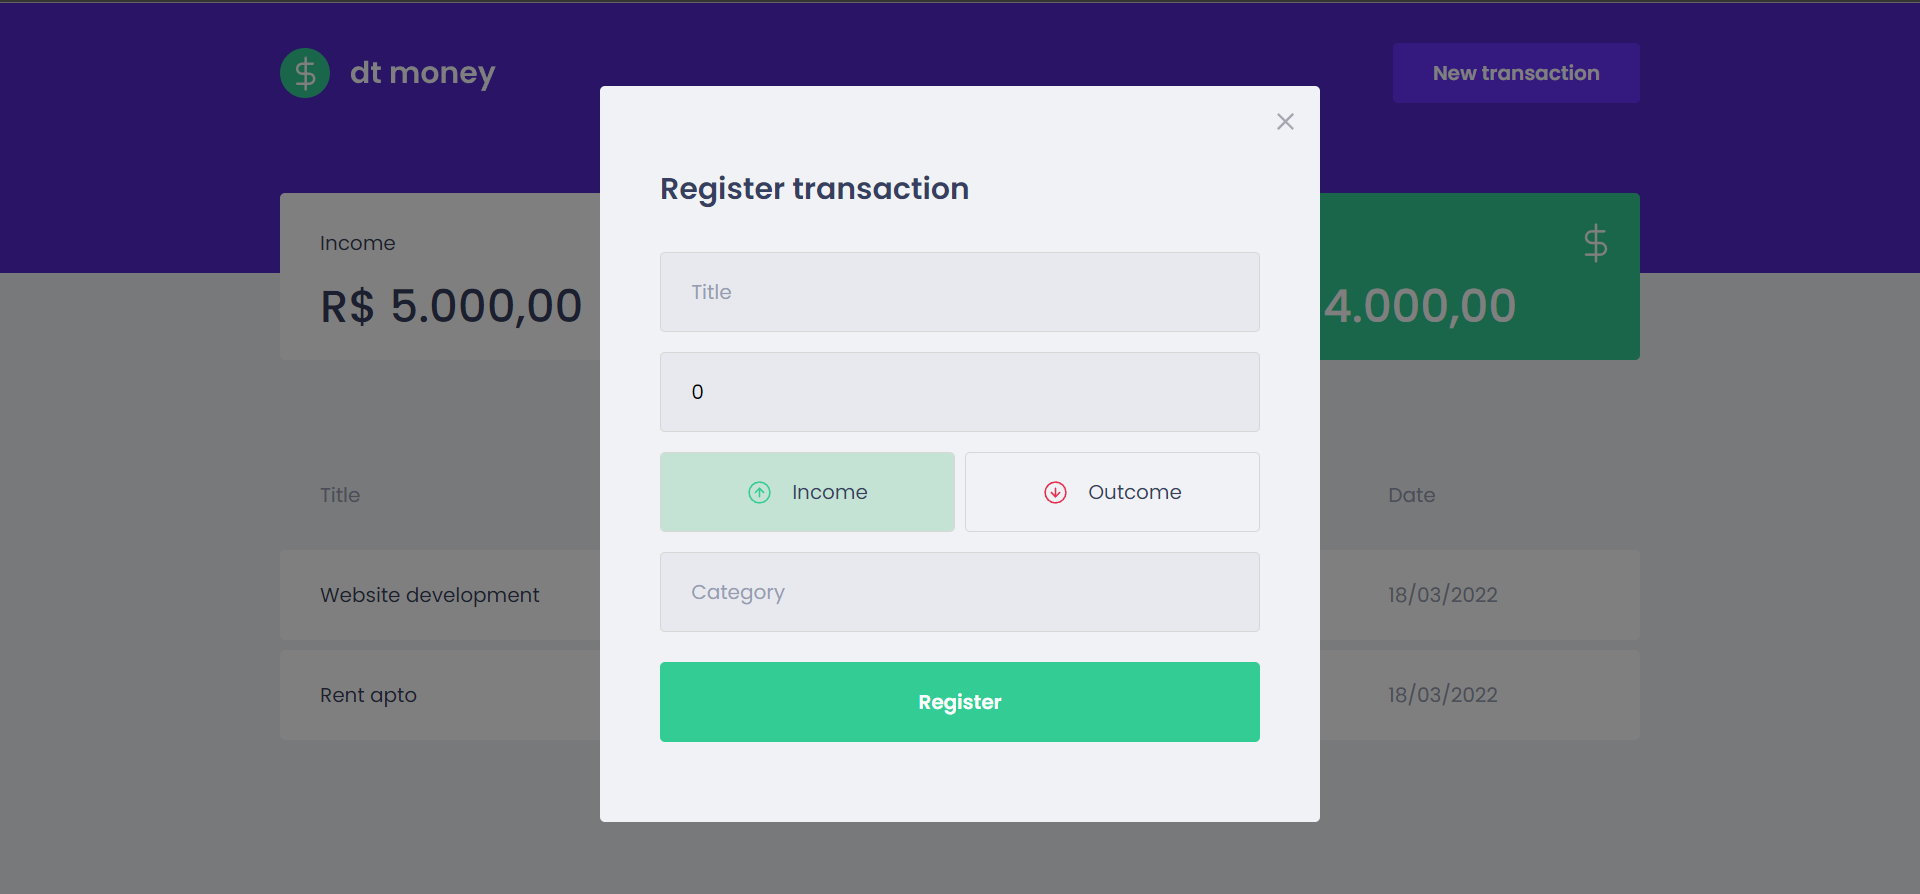 dt money
New transaction
Register transaction
Income
$
R$ 5.000,00
4.000,00
Title
0
Income
Outcome
Title
Date
Category
Website development
18/03/2022
Rent apto
18/03/2022
Register